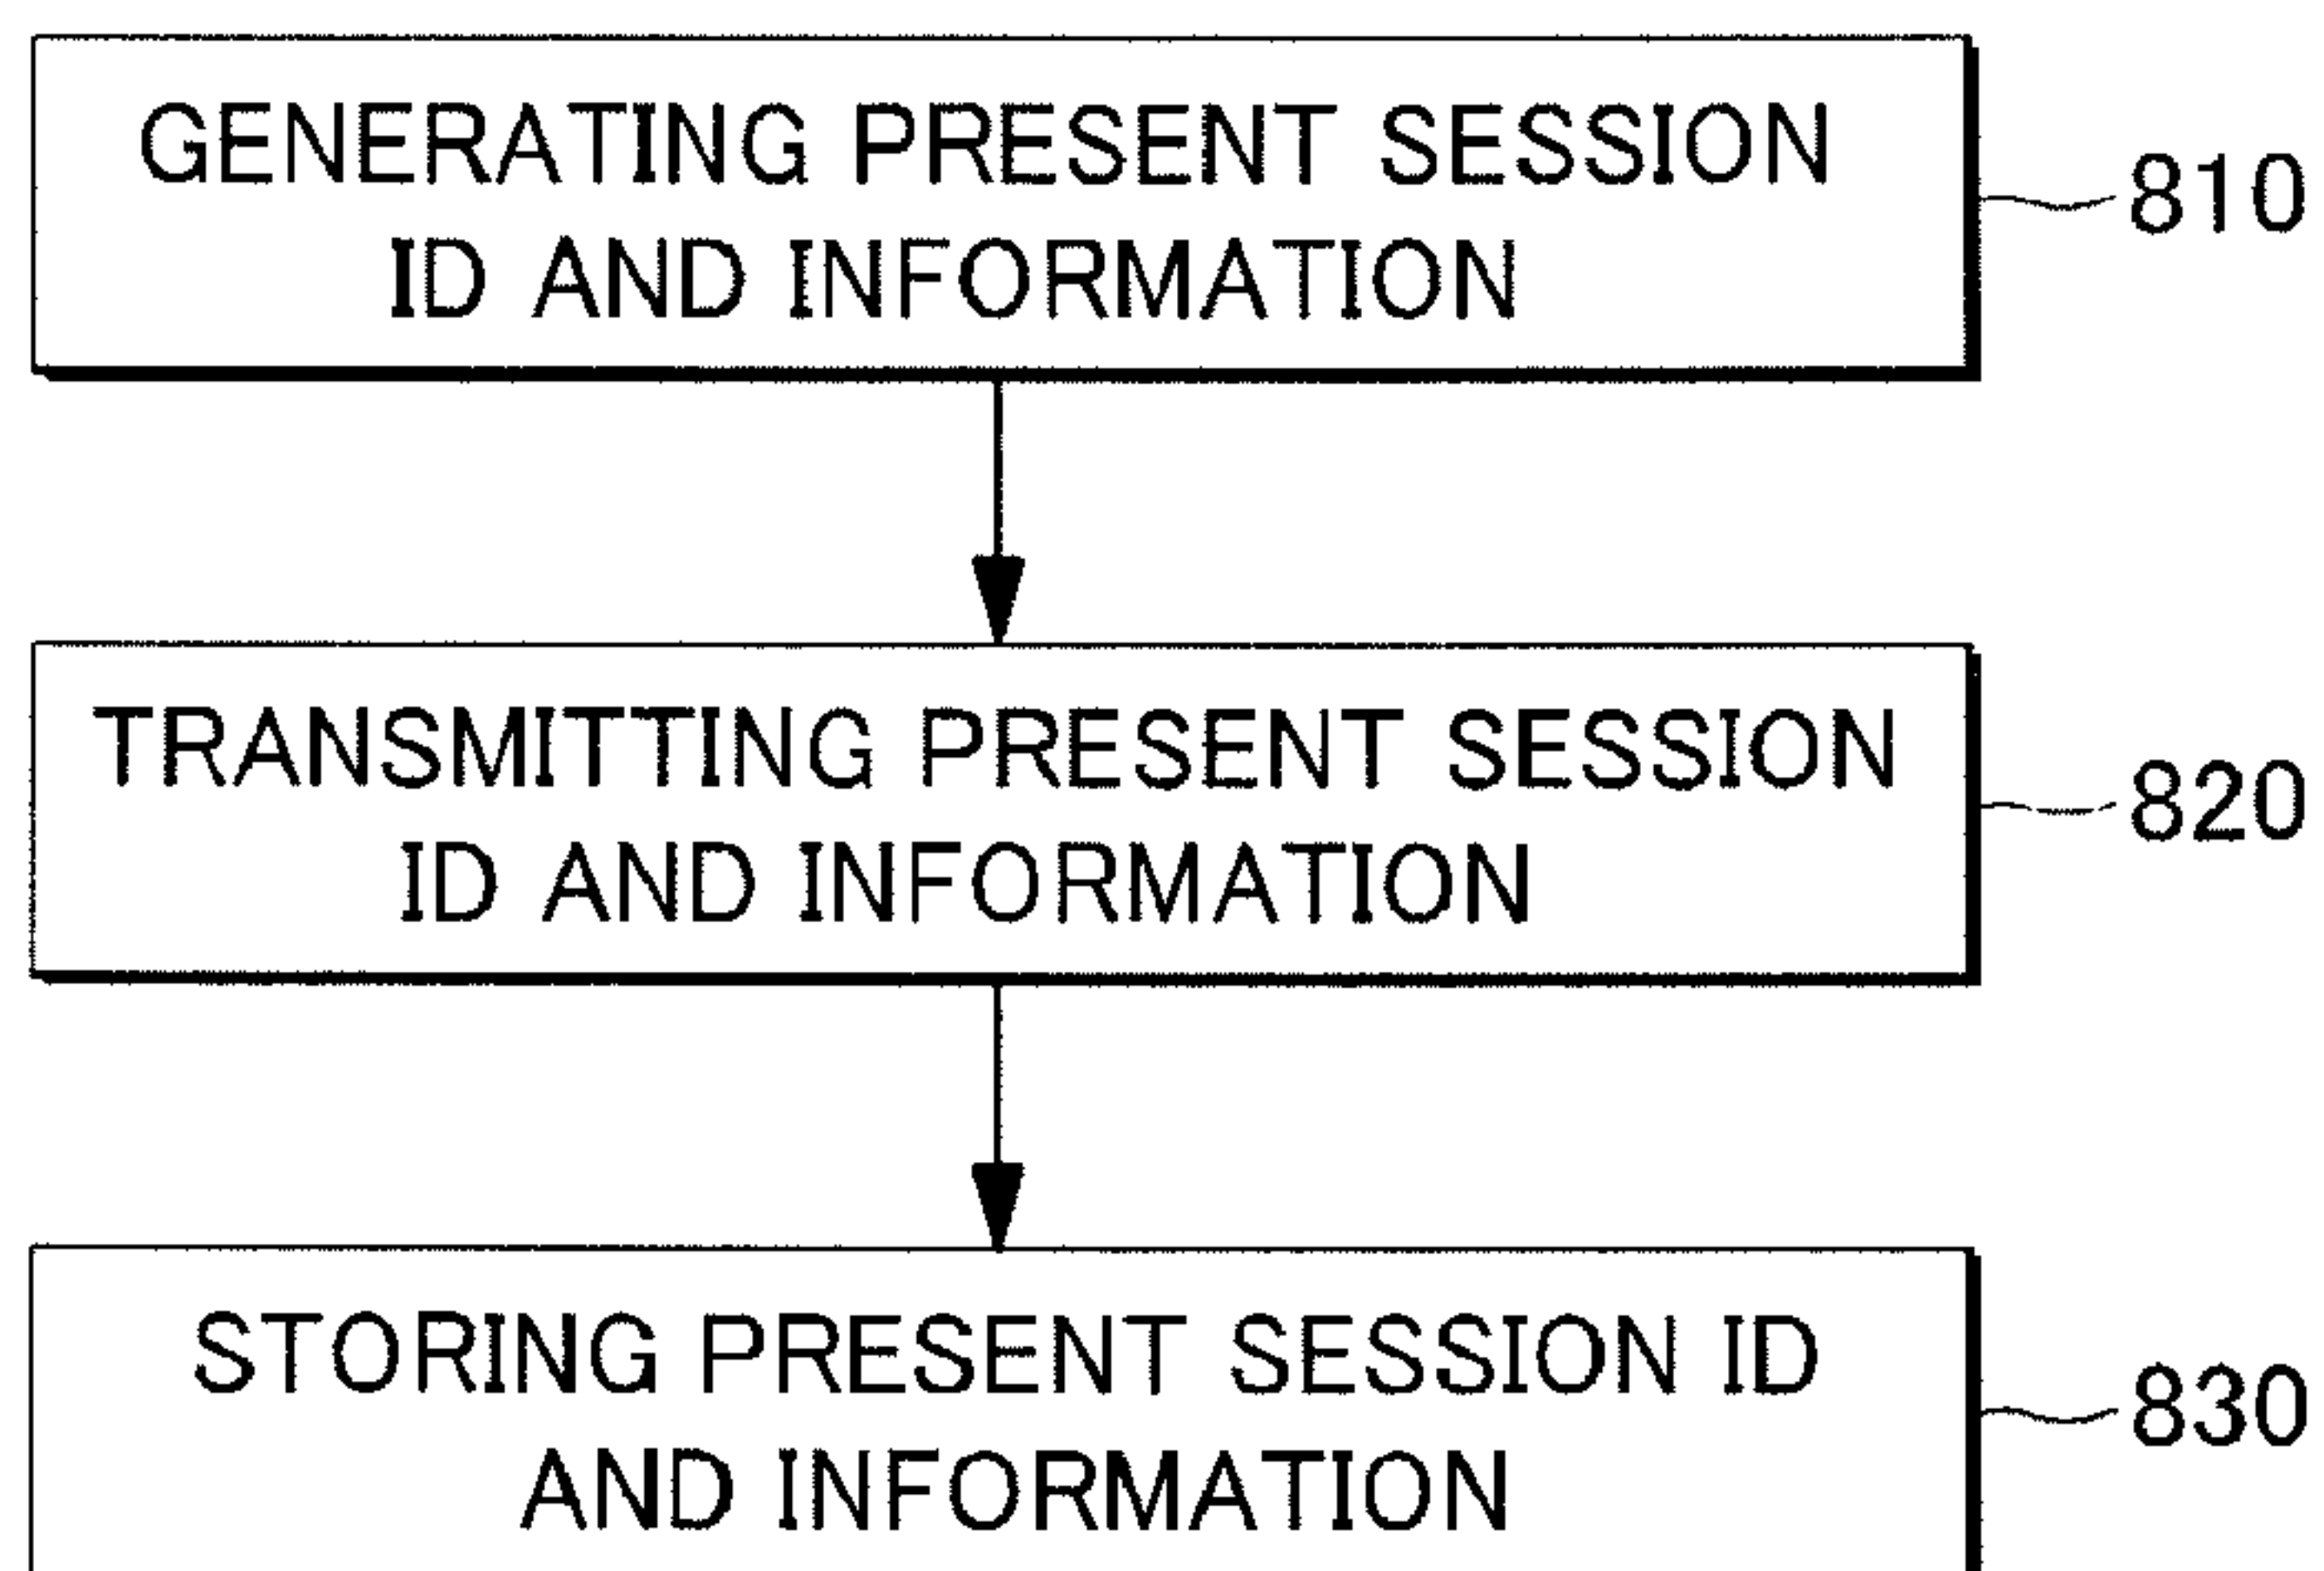 GENERATING PRESENT SESSION
ID AND INFORMATION
810
TRANSMITTING PRESENT SESSION
ID AND INFORMATION
820
STORING PRESENT SESSION ID
AND INFORMATION
830